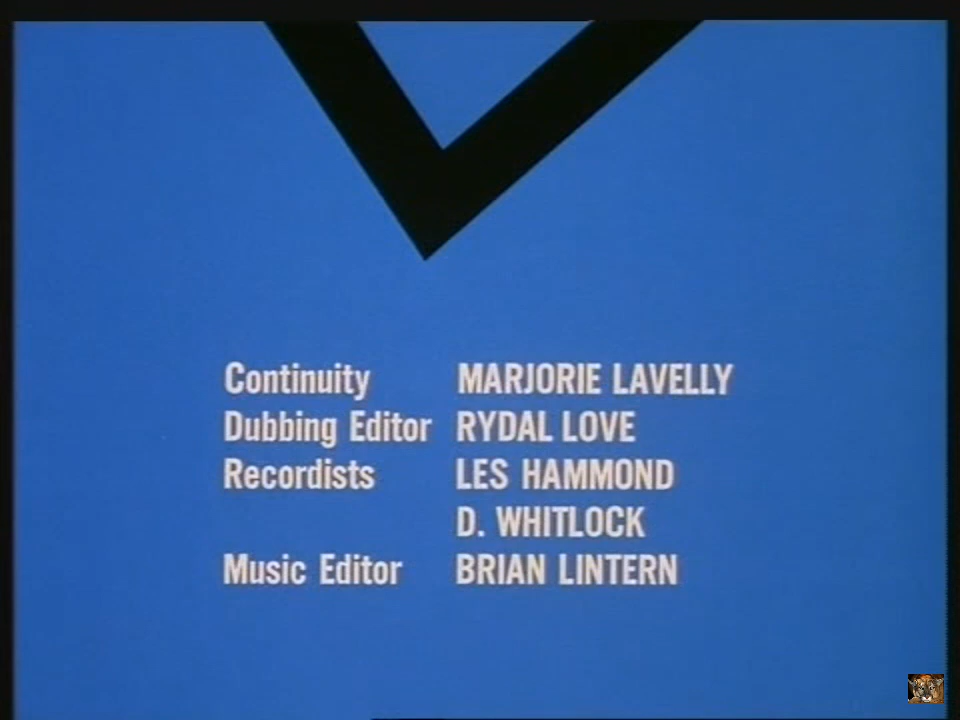 Continuity MARJORIE LAVELLY
Dubbing Editor RYDAL LOVE
Recordists LES HAMMOND
D. WHITLOCK
Music Editor BRIAN LINTERN